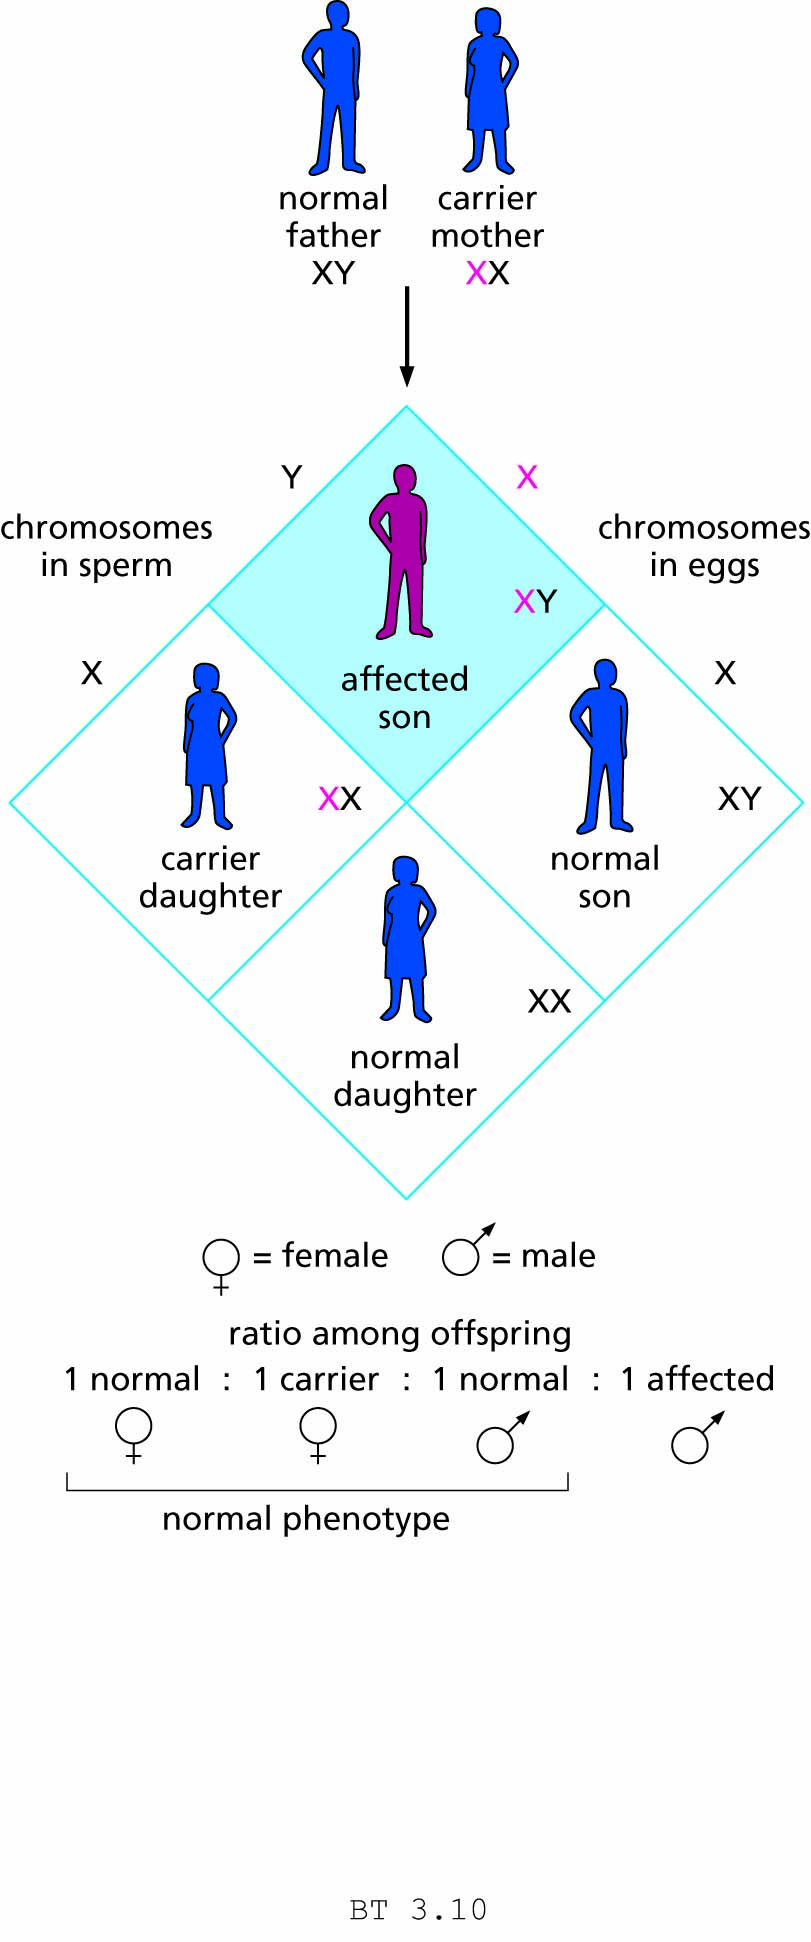 normal
father
XY
carrier
mother
XX
Y
X
chromosomes
in sperm
chromosomes
in eggs
XY
affected
son
X
X
XX
carrier
daughter
XY
normal
son
XX
normal
daughter
= female
= male
ratio among offspring
1 normal : 1 carrier : 1 normal : 1 affected
normal phenotype
BT 3.10